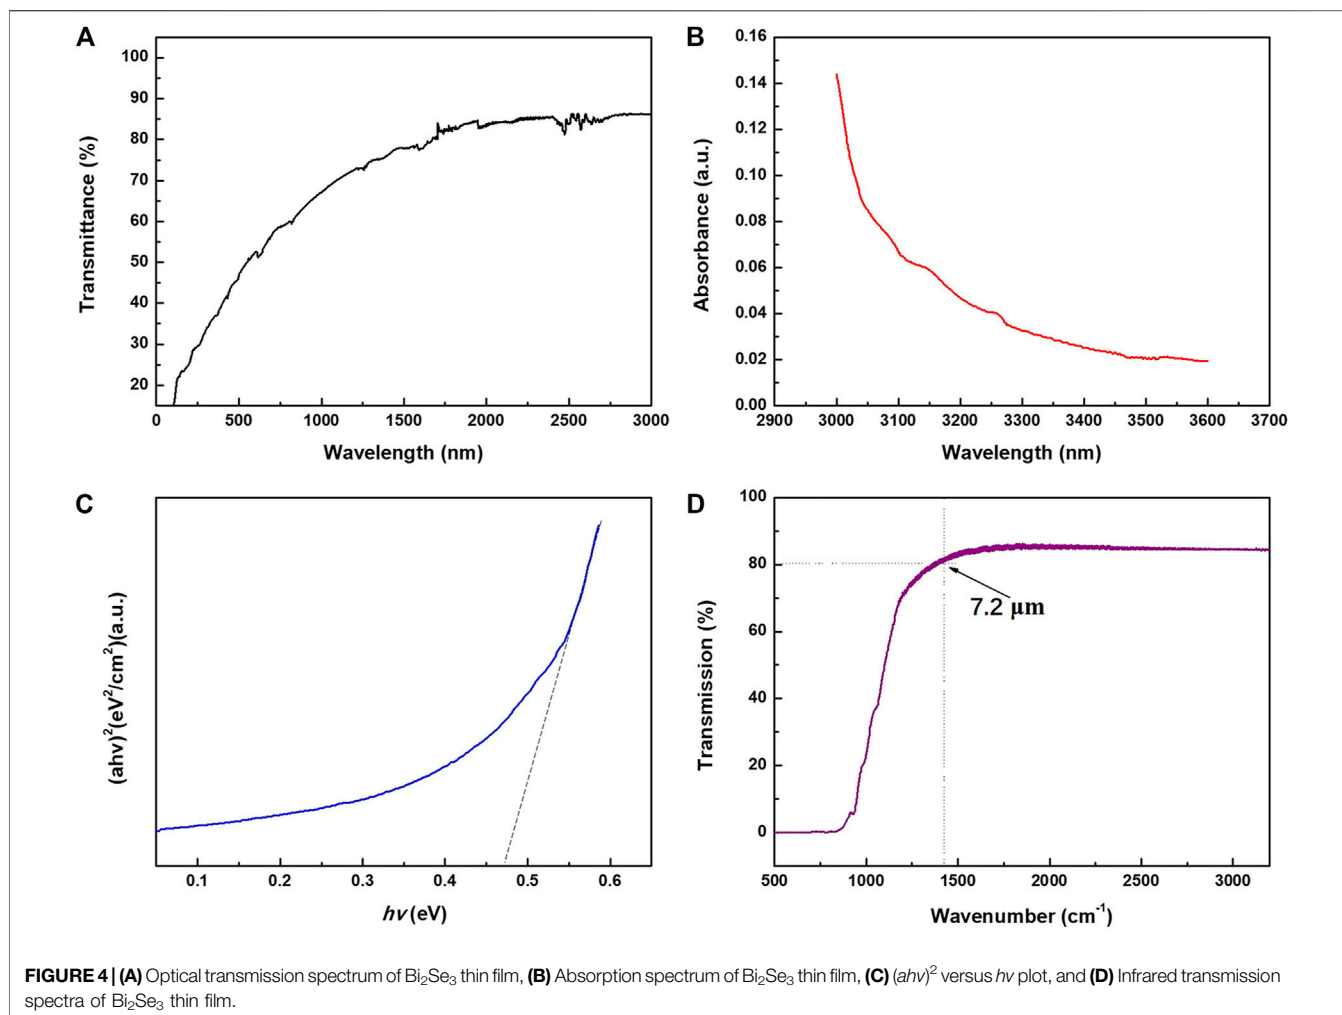 A
Transmittance (%)
100
90
80
70
60
50
40
30
20
0 500 1000 1500 2000 2500 3000
Wavelength (nm)
B
Absorbance (a.u.)
0.16
0.14
0.12
0.10
0.08
0.06
0.04
0.02
0.00
2900 3000 3100 3200 3300 3400 3500 3600 3700
Wavelength (nm)
C
(ahv)²(eV²/cm²)(a.u.)
0.1 0.2 0.3 0.4 0.5 0.6
hv (eV)
D
Transmission (%)
100
80
60
40
20
0
7.2 μm
500 1000 1500 2000 2500 3000
Wavenumber (cm⁻¹)
FIGURE 4 | (A) Optical transmission spectrum of Bi₂Se₃ thin film, (B) Absorption spectrum of Bi₂Se₃ thin film, (C) (ahv)² versus hv plot, and (D) Infrared transmission
spectra of Bi₂Se₃ thin film.